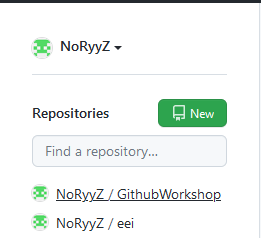 NoRyyZ
Repositories
New
Find a repository...
NoRyyZ / GithubWorkshop
NoRyyZ / eei